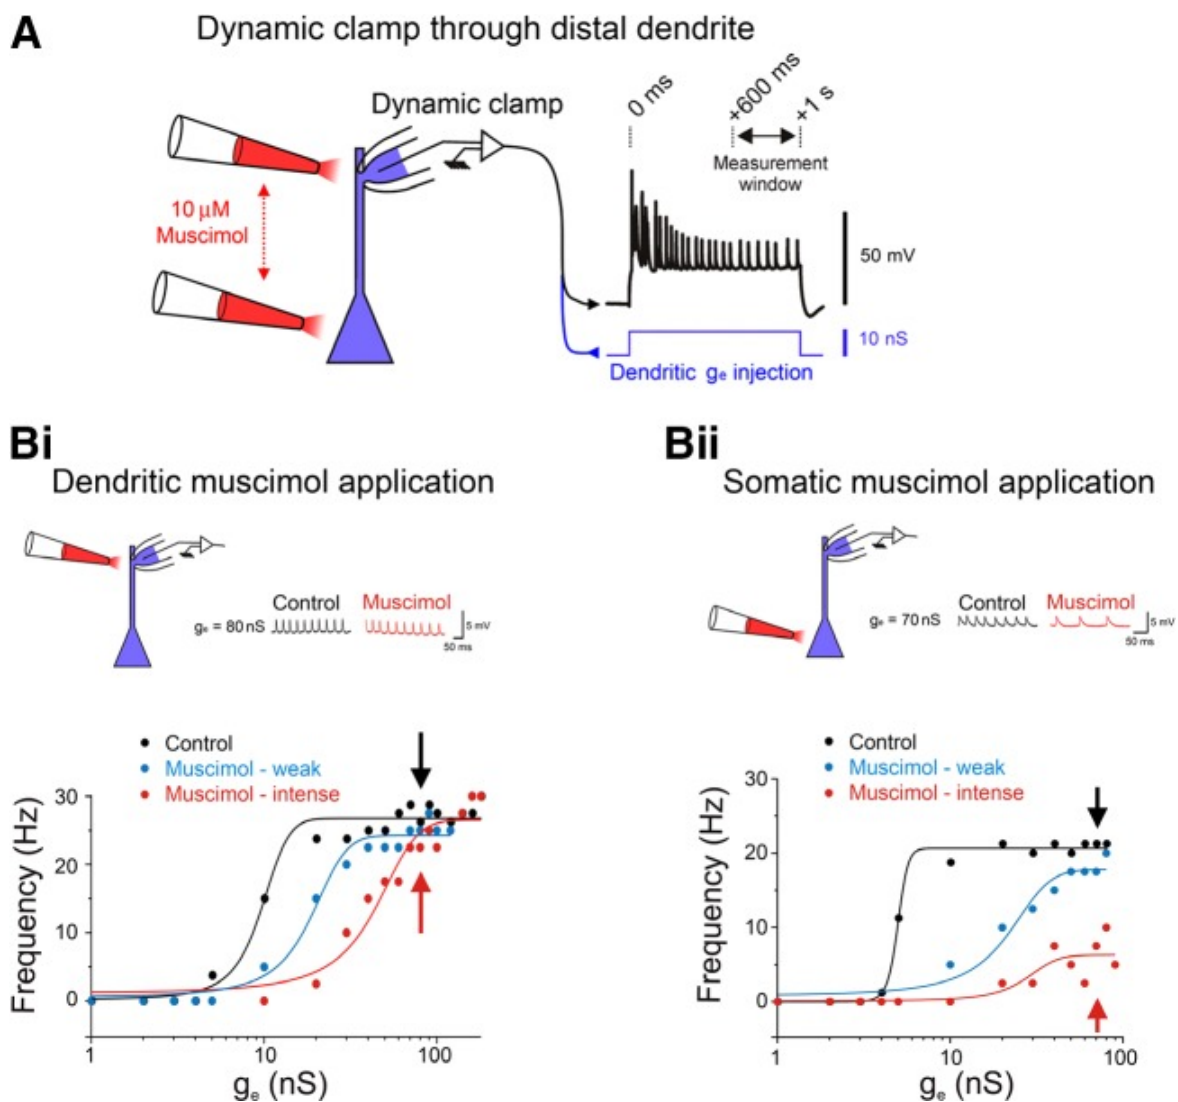 A
Dynamic clamp through distal dendrite
Dynamic clamp
0 ms
+600 ms
+1 s
Measurement
window
10 µM
Muscimol
50 mV
10 nS
Dendritic ge injection
Bi
Dendritic muscimol application
Control
Muscimol
ge = 80 nS
5 mV
50 ms
Control
Muscimol - weak
Muscimol - intense
Frequency (Hz)
30
20
10
0
1
10
100
ge (nS)
Bii
Somatic muscimol application
Control
Muscimol
ge = 70 nS
5 mV
50 ms
Control
Muscimol - weak
Muscimol - intense
Frequency (Hz)
30
20
10
0
1
10
100
ge (nS)